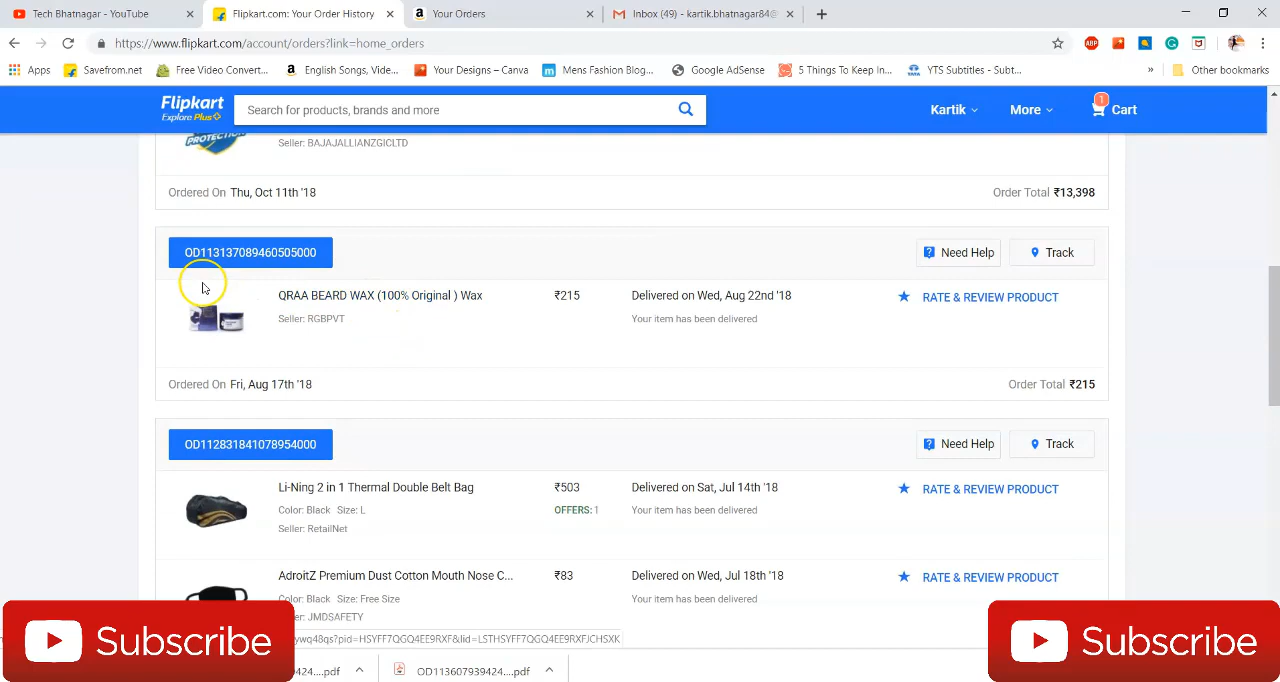 Tech Bhatnagar - YouTube
Flipkart.com: Your Order History
Your Orders
Inbox (49) - kartik.bhatnagar84@
https://www.flipkart.com/account/orders?link=home_orders
ABP
Apps
Savefrom.net
Free Video Convert...
English Songs, Vide...
Your Designs – Canva
Mens Fashion Blog...
Google AdSense
5 Things To Keep In...
YTS Subtitles - Subt...
Other bookmarks
Flipkart
Explore Plus
Search for products, brands and more
Kartik
More
1
Cart
PROTECTION
Seller: BAJAJALLIANZGICLTD
Ordered On Thu, Oct 11th '18
Order Total ₹13,398
OD113137089460505000
Need Help
Track
QRAA BEARD WAX (100% Original ) Wax
₹215
Delivered on Wed, Aug 22nd '18
RATE & REVIEW PRODUCT
Seller: RGBPVT
Your item has been delivered
Ordered On Fri, Aug 17th '18
Order Total ₹215
OD112831841078954000
Need Help
Track
Li-Ning 2 in 1 Thermal Double Belt Bag
₹503
Delivered on Sat, Jul 14th '18
RATE & REVIEW PRODUCT
Color: Black Size: L
OFFERS: 1
Your item has been delivered
Seller: RetailNet
AdroitZ Premium Dust Cotton Mouth Nose C...
₹83
Delivered on Wed, Jul 18th '18
RATE & REVIEW PRODUCT
Color: Black Size: Free Size
Your item has been delivered
: JMDSAFETY
ywq48qs?pid=HSYFF7QGQ4EE9RXF&lid=LSTHSYFF7QGQ4EE9RXFJCHSXK
Subscribe
Subscribe
9424....pdf
OD113607939424....pdf